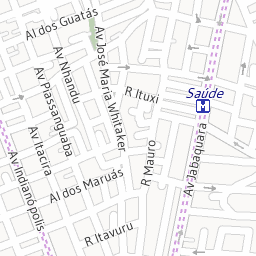 Al dos Guatás
Av José Maria Whitaker
Av Nhandu
Av Piassanguaba
Av Itacira
Av Indianópolis
R Ituxi
Saúde
R Mauro
Av Jabaquara
Al dos Maruás
R Itavuru